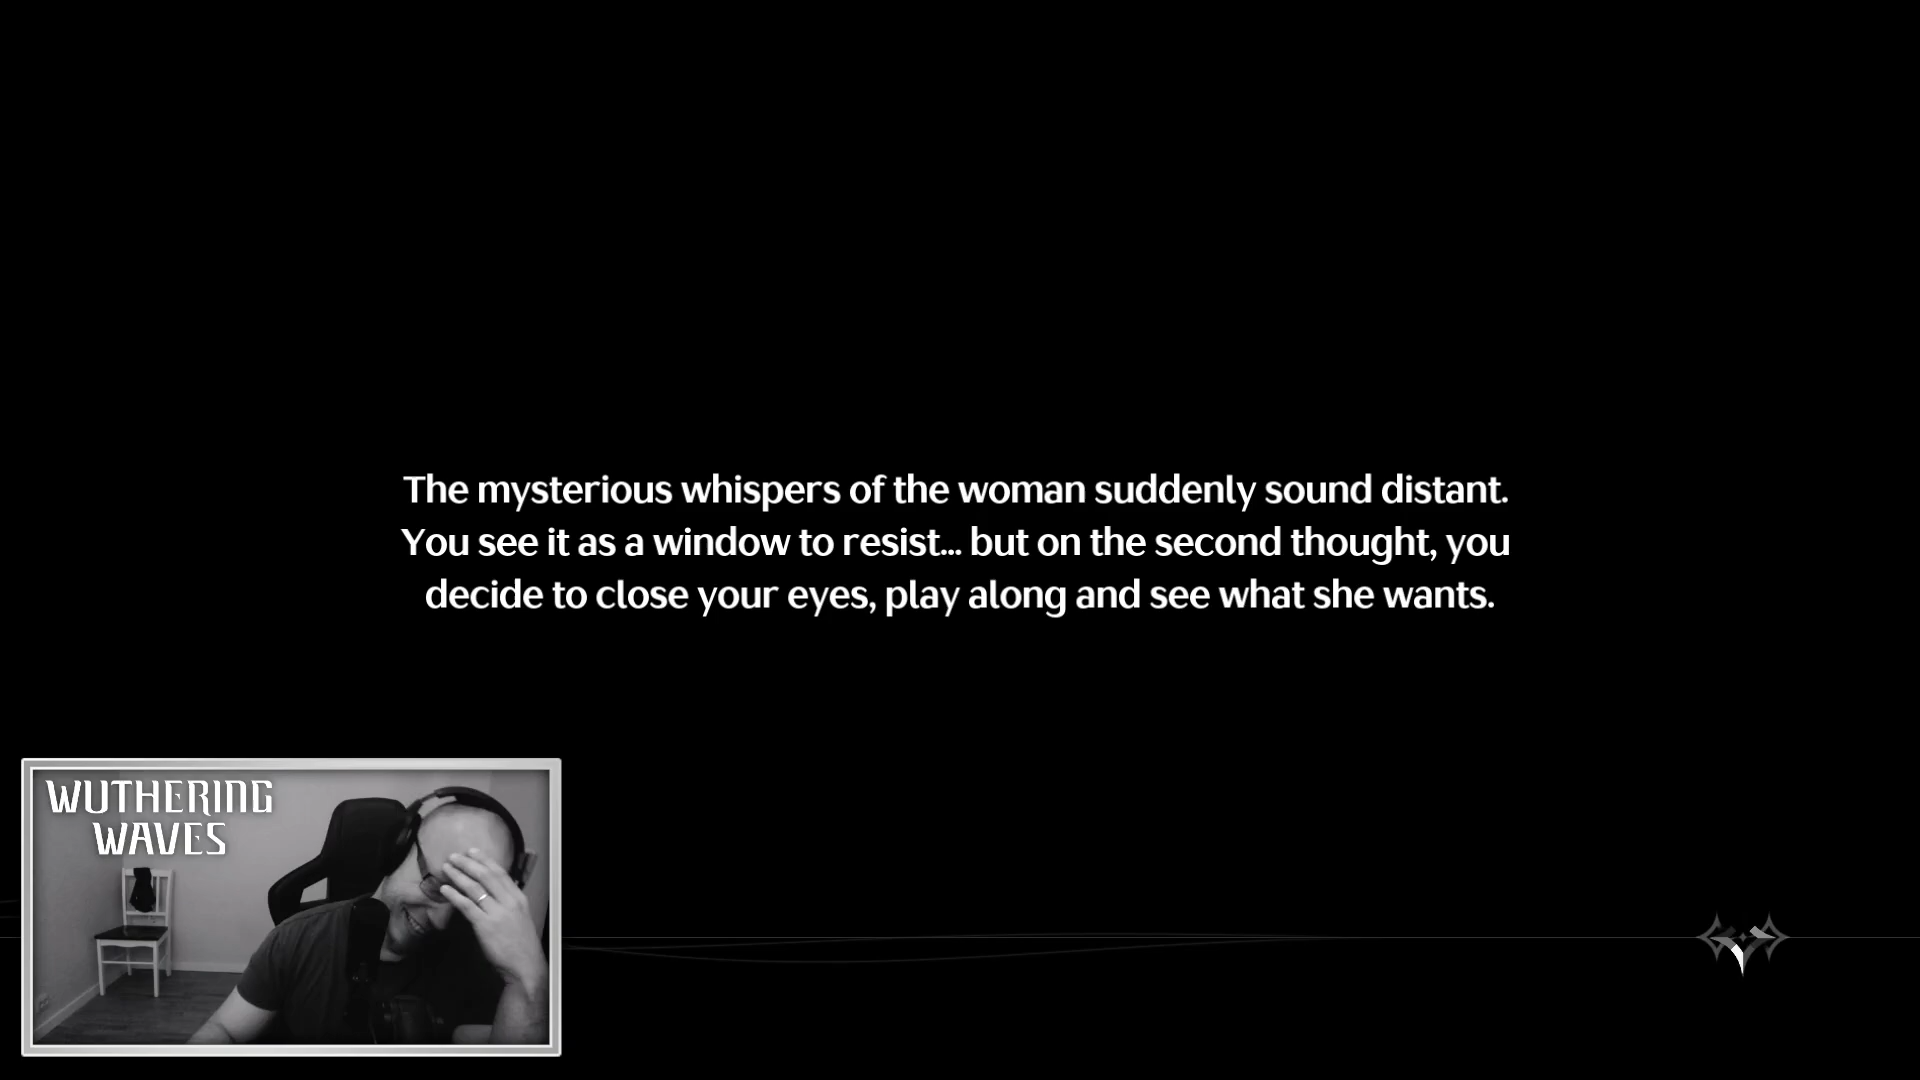 The mysterious whispers of the woman suddenly sound distant.
You see it as a window to resist... but on the second thought, you
decide to close your eyes, play along and see what she wants.
WUTHERING
WAVES